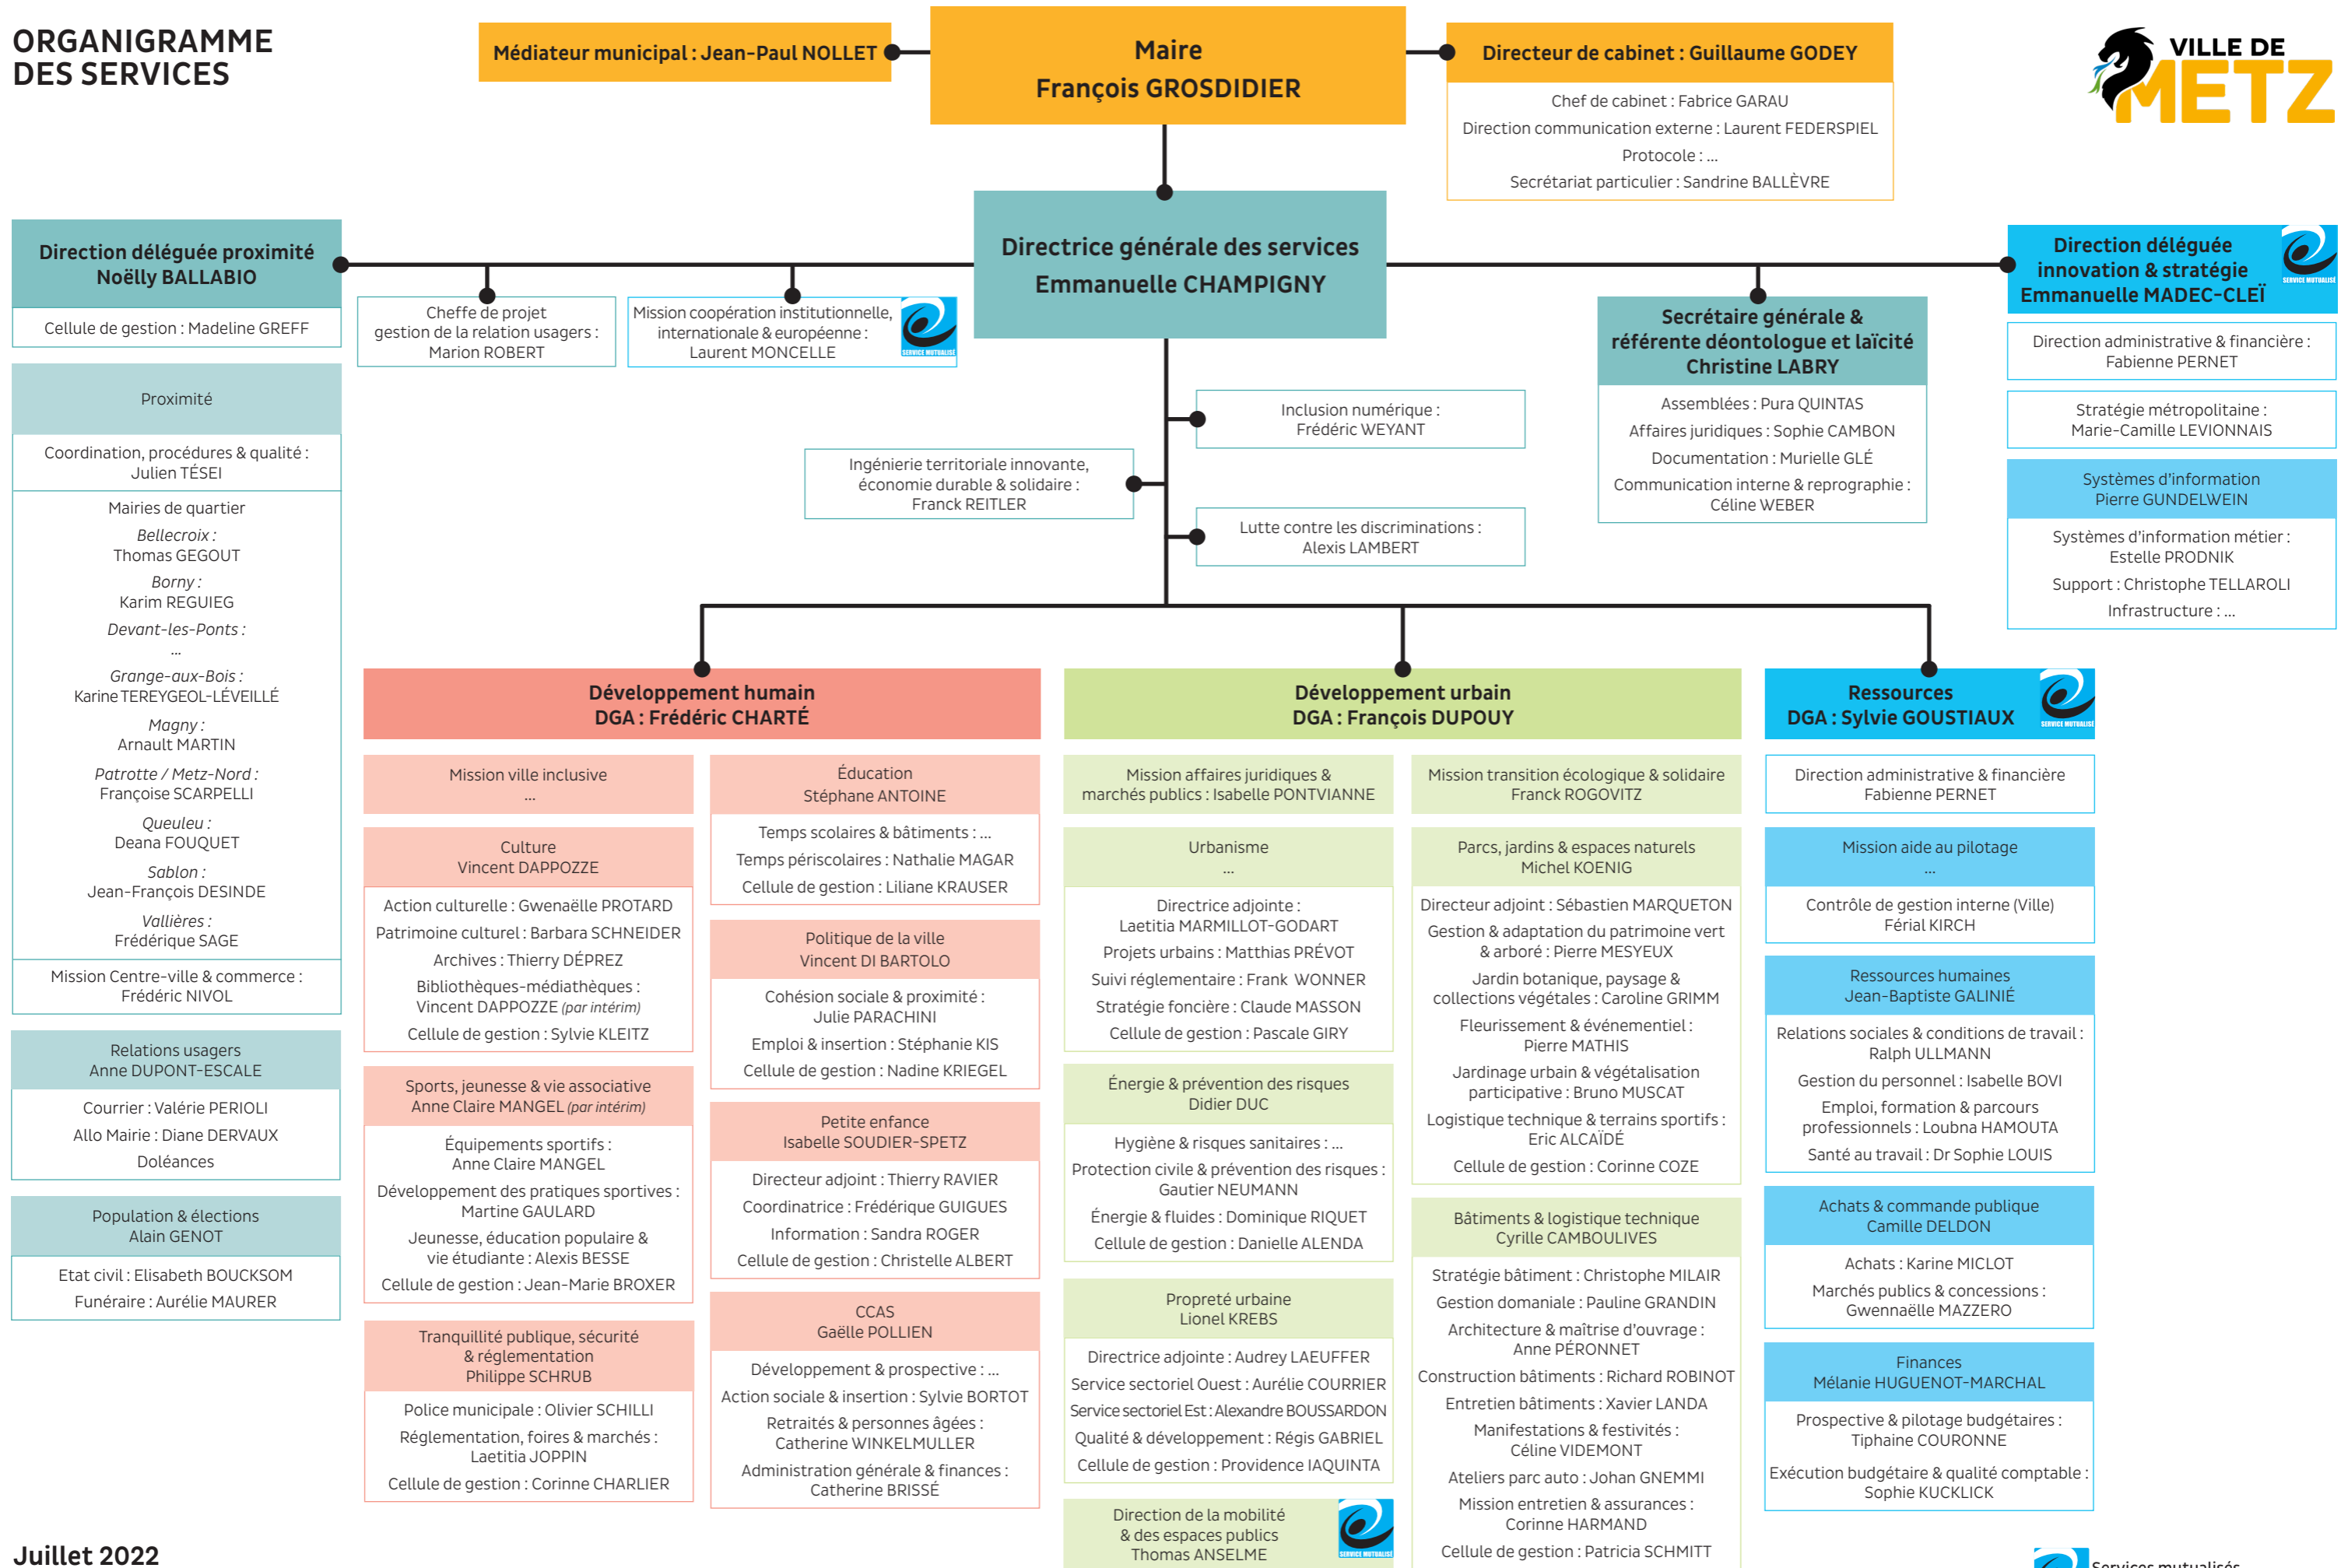 ORGANIGRAMME
DES SERVICES
Médiateur municipal : Jean-Paul NOLLET
Maire
François GROSDIDIER
Directeur de cabinet : Guillaume GODEY
Chef de cabinet : Fabrice GARAU
Direction communication externe : Laurent FEDERSPIEL
Protocole : ...
Secrétariat particulier : Sandrine BALLÈVRE
VILLE DE
METZ
Directrice générale des services
Emmanuelle CHAMPIGNY
Direction déléguée proximité
Noëlly BALLABIO
Cellule de gestion : Madeline GREFF
Proximité
Coordination, procédures & qualité :
Julien TÉSEI
Mairies de quartier
Bellecroix :
Thomas GEGOUT
Borny :
Karim REGUIEG
Devant-les-Ponts :
...
Grange-aux-Bois :
Karine TEREYGEOL-LÉVEILLÉ
Magny :
Arnault MARTIN
Patrotte / Metz-Nord :
Françoise SCARPELLI
Queuleu :
Deana FOUQUET
Sablon :
Jean-François DESINDE
Vallières :
Frédérique SAGE
Mission Centre-ville & commerce :
Frédéric NIVOL
Relations usagers
Anne DUPONT-ESCALE
Courrier : Valérie PERIOLI
Allo Mairie : Diane DERVAUX
Doléances
Population & élections
Alain GENOT
Etat civil : Elisabeth BOUCKSOM
Funéraire : Aurélie MAURER
Cheffe de projet
gestion de la relation usagers :
Marion ROBERT
Mission coopération institutionnelle,
internationale & européenne :
Laurent MONCELLE
SERVICE MUTUALISÉ
Inclusion numérique :
Frédéric WEYANT
Ingénierie territoriale innovante,
économie durable & solidaire :
Franck REITLER
Lutte contre les discriminations :
Alexis LAMBERT
Secrétaire générale &
référente déontologue et laïcité
Christine LABRY
Assemblées : Pura QUINTAS
Affaires juridiques : Sophie CAMBON
Documentation : Murielle GLÉ
Communication interne & reprographie :
Céline WEBER
Direction déléguée
innovation & stratégie
Emmanuelle MADEC-CLEÏ
SERVICE MUTUALISÉ
Direction administrative & financière :
Fabienne PERNET
Stratégie métropolitaine :
Marie-Camille LEVIONNAIS
Systèmes d'information
Pierre GUNDELWEIN
Systèmes d'information métier :
Estelle PRODNIK
Support : Christophe TELLAROLI
Infrastructure : ...
Développement humain
DGA : Frédéric CHARTÉ
Mission ville inclusive
...
Culture
Vincent DAPPOZZE
Action culturelle : Gwenaëlle PROTARD
Patrimoine culturel : Barbara SCHNEIDER
Archives : Thierry DÉPREZ
Bibliothèques-médiathèques :
Vincent DAPPOZZE (par intérim)
Cellule de gestion : Sylvie KLEITZ
Sports, jeunesse & vie associative
Anne Claire MANGEL (par intérim)
Équipements sportifs :
Anne Claire MANGEL
Développement des pratiques sportives :
Martine GAULARD
Jeunesse, éducation populaire &
vie étudiante : Alexis BESSE
Cellule de gestion : Jean-Marie BROXER
Tranquillité publique, sécurité
& réglementation
Philippe SCHRUB
Police municipale : Olivier SCHILLI
Réglementation, foires & marchés :
Laetitia JOPPIN
Cellule de gestion : Corinne CHARLIER
Éducation
Stéphane ANTOINE
Temps scolaires & bâtiments : ...
Temps périscolaires : Nathalie MAGAR
Cellule de gestion : Liliane KRAUSER
Politique de la ville
Vincent DI BARTOLO
Cohésion sociale & proximité :
Julie PARACHINI
Emploi & insertion : Stéphanie KIS
Cellule de gestion : Nadine KRIEGEL
Petite enfance
Isabelle SOUDIER-SPETZ
Directeur adjoint : Thierry RAVIER
Coordinatrice : Frédérique GUIGUES
Information : Sandra ROGER
Cellule de gestion : Christelle ALBERT
CCAS
Gaëlle POLLIEN
Développement & prospective : ...
Action sociale & insertion : Sylvie BORTOT
Retraités & personnes âgées :
Catherine WINKELMULLER
Administration générale & finances :
Catherine BRISSÉ
Développement urbain
DGA : François DUPOUY
Mission affaires juridiques &
marchés publics : Isabelle PONTVIANNE
Urbanisme
...
Directrice adjointe :
Laetitia MARMILLOT-GODART
Projets urbains : Matthias PRÉVOT
Suivi réglementaire : Frank WONNER
Stratégie foncière : Claude MASSON
Cellule de gestion : Pascale GIRY
Énergie & prévention des risques
Didier DUC
Hygiène & risques sanitaires : ...
Protection civile & prévention des risques :
Gautier NEUMANN
Énergie & fluides : Dominique RIQUET
Cellule de gestion : Danielle ALENDA
Propreté urbaine
Lionel KREBS
Directrice adjointe : Audrey LAEUFFER
Service sectoriel Ouest : Aurélie COURRIER
Service sectoriel Est : Alexandre BOUSSARDON
Qualité & développement : Régis GABRIEL
Cellule de gestion : Providence IAQUINTA
Direction de la mobilité
& des espaces publics
Thomas ANSELME
SERVICE MUTUALISÉ
Mission transition écologique & solidaire
Franck ROGOVITZ
Parcs, jardins & espaces naturels
Michel KOENIG
Directeur adjoint : Sébastien MARQUETON
Gestion & adaptation du patrimoine vert
& arboré : Pierre MESYEUX
Jardin botanique, paysage &
collections végétales : Caroline GRIMM
Fleurissement & événementiel :
Pierre MATHIS
Jardinage urbain & végétalisation
participative : Bruno MUSCAT
Logistique technique & terrains sportifs :
Eric ALCAÏDÉ
Cellule de gestion : Corinne COZE
Bâtiments & logistique technique
Cyrille CAMBOULIVES
Stratégie bâtiment : Christophe MILAIR
Gestion domaniale : Pauline GRANDIN
Architecture & maîtrise d'ouvrage :
Anne PÉRONNET
Construction bâtiments : Richard ROBINOT
Entretien bâtiments : Xavier LANDA
Manifestations & festivités :
Céline VIDEMONT
Ateliers parc auto : Johan GNEMMI
Mission entretien & assurances :
Corinne HARMAND
Cellule de gestion : Patricia SCHMITT
Ressources
DGA : Sylvie GOUSTIAUX
SERVICE MUTUALISÉ
Direction administrative & financière
Fabienne PERNET
Mission aide au pilotage
...
Contrôle de gestion interne (Ville)
Férial KIRCH
Ressources humaines
Jean-Baptiste GALINIÉ
Relations sociales & conditions de travail :
Ralph ULLMANN
Gestion du personnel : Isabelle BOVI
Emploi, formation & parcours
professionnels : Loubna HAMOUTA
Santé au travail : Dr Sophie LOUIS
Achats & commande publique
Camille DELDON
Achats : Karine MICLOT
Marchés publics & concessions :
Gwennaëlle MAZZERO
Finances
Mélanie HUGUENOT-MARCHAL
Prospective & pilotage budgétaires :
Tiphaine COURONNE
Exécution budgétaire & qualité comptable :
Sophie KUCKLICK
Juillet 2022
Services mutualisés